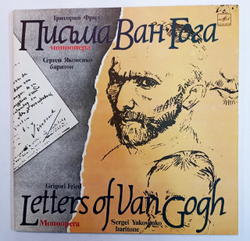 Григорий Фрид
Письма Ван Гога
моноопера
Сергей Яковенко
баритон
Grigori Fried
Letters of Van Gogh
Monoopera
Sergei Yakovenko
baritone